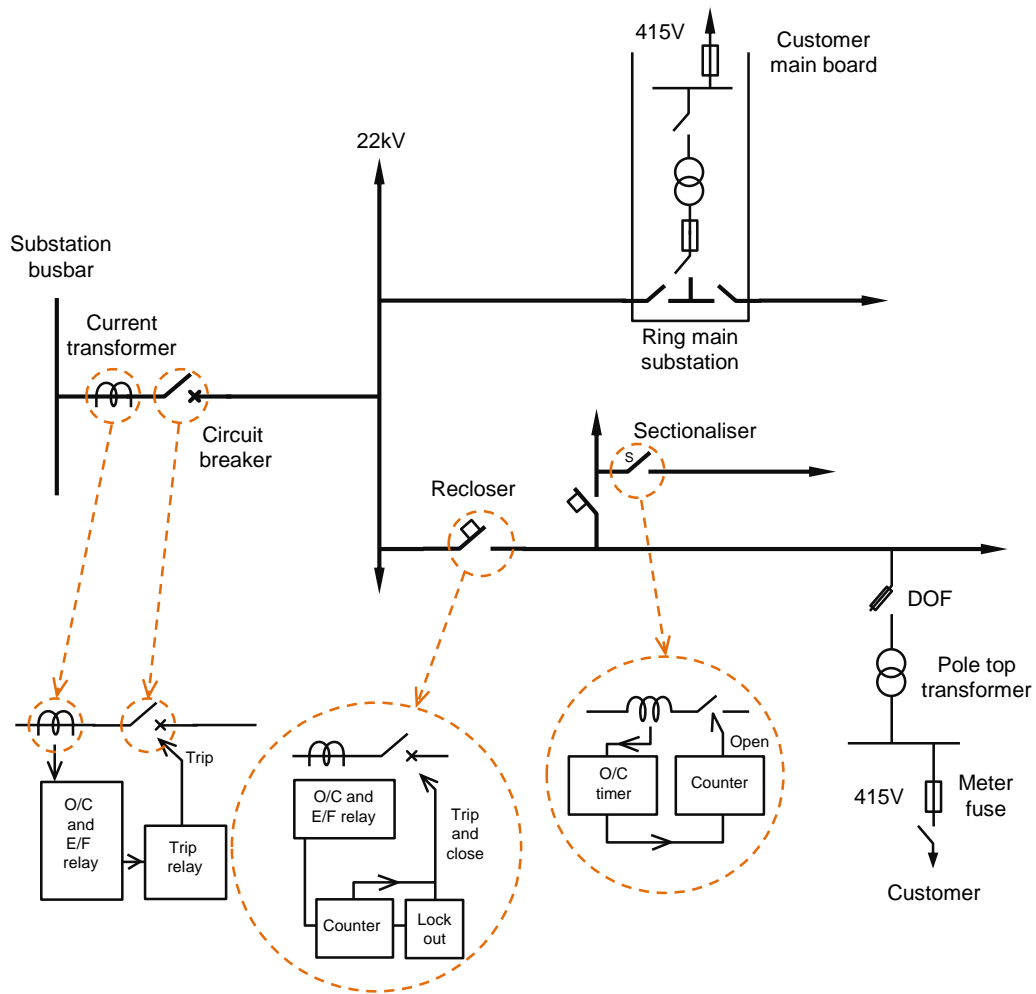 415V
Customer
main board
22kV
Substation
busbar
Current
transformer
Circuit
breaker
Ring main
substation
Sectionaliser
S
Recloser
DOF
Pole top
transformer
415V
Meter
fuse
Customer
Trip
O/C
and
E/F
relay
Trip
relay
O/C and
E/F relay
Trip
and
close
Counter
Lock
out
Open
O/C
timer
Counter